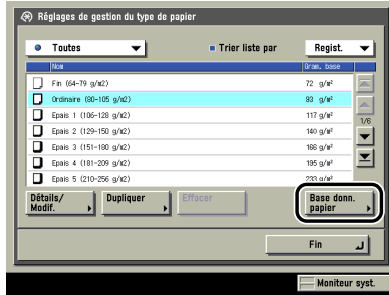 Réglages de gestion du type de papier
Toutes
Trier liste par
Regist.
Nom
Gram. base
Fin (64-79 g/m2) 72 g/m²
Ordinaire (80-105 g/m2) 93 g/m²
Epais 1 (106-128 g/m2) 117 g/m²
Epais 2 (129-150 g/m2) 140 g/m²
Epais 3 (151-180 g/m2) 166 g/m²
Epais 4 (181-209 g/m2) 195 g/m²
Epais 5 (210-256 g/m2) 233 g/m²
1/6
Détails/
Modif.
Dupliquer
Effacer
Base donn.
papier
Fin
Moniteur syst.